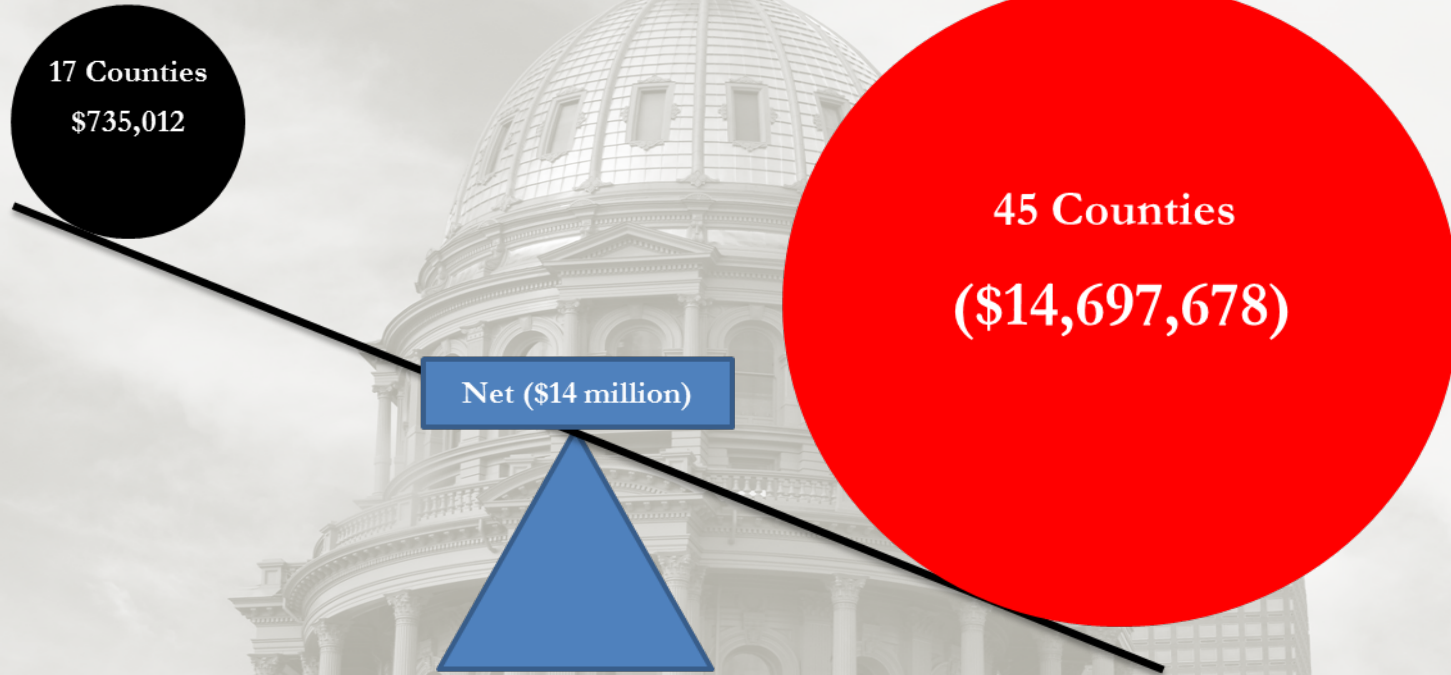 17 Counties
$735,012
45 Counties
($14,697,678)
Net ($14 million)